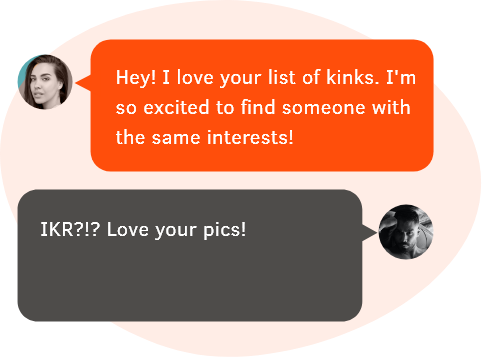 Hey! I love your list of kinks. I'm
so excited to find someone with
the same interests!
IKR?!? Love your pics!